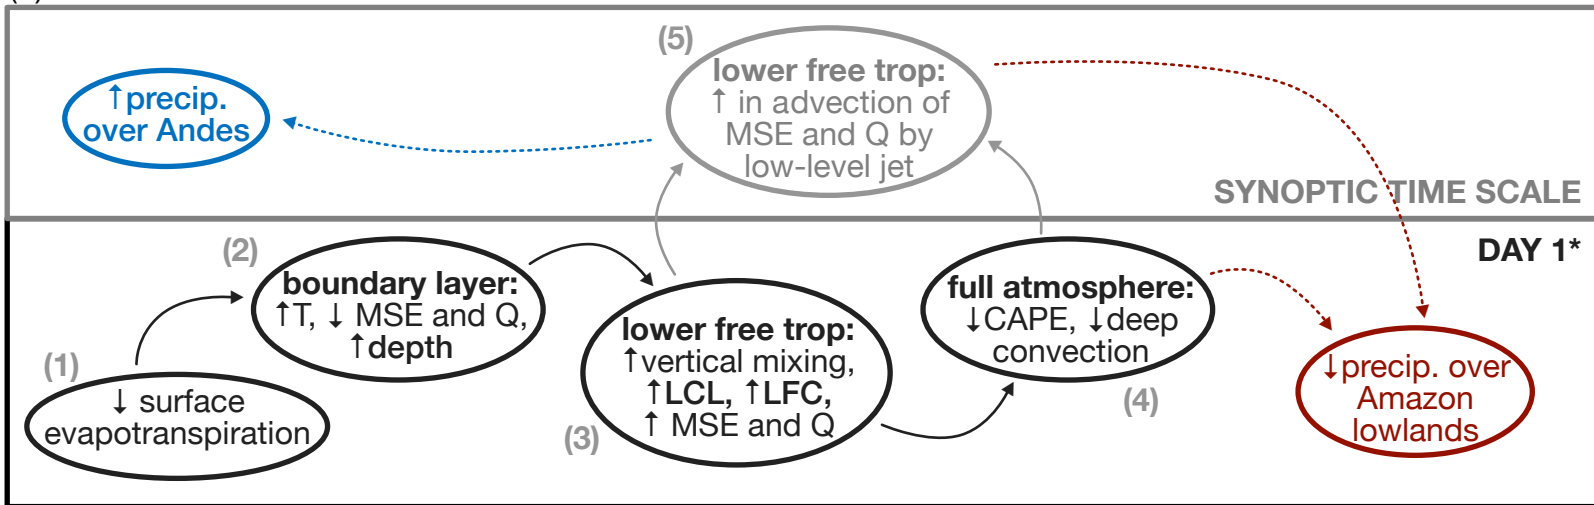 (5)
lower free trop:
↑ in advection of
MSE and Q by
low-level jet
↑precip.
over Andes
SYNOPTIC TIME SCALE
DAY 1*
(1)
↓ surface
evapotranspiration
(2)
boundary layer:
↑T, ↓ MSE and Q,
↑depth
(3)
lower free trop:
↑vertical mixing,
↑LCL, ↑LFC,
↑ MSE and Q
(4)
full atmosphere:
↓CAPE, ↓deep
convection
↓precip. over
Amazon
lowlands